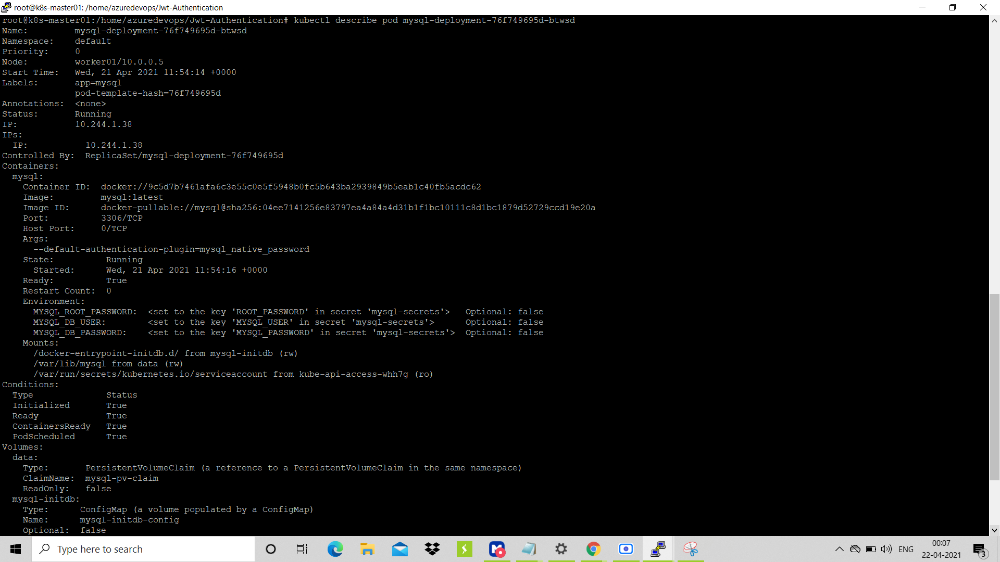 root@k8s-master01: /home/azuredevops/Jwt-Authentication
root@k8s-master01:/home/azuredevops/Jwt-Authentication# kubectl describe pod mysql-deployment-76f749695d-btwsd
Name:         mysql-deployment-76f749695d-btwsd
Namespace:    default
Priority:     0
Node:         worker01/10.0.0.5
Start Time:   Wed, 21 Apr 2021 11:54:14 +0000
Labels:       app=mysql
              pod-template-hash=76f749695d
Annotations:  <none>
Status:       Running
IP:           10.244.1.38
IPs:
  IP:           10.244.1.38
Controlled By:  ReplicaSet/mysql-deployment-76f749695d
Containers:
  mysql:
    Container ID:  docker://9c5d7b7461afa6c3e55c0e5f5948b0fc5b643ba2939849b5eab1c40fb5acdc62
    Image:         mysql:latest
    Image ID:      docker-pullable://mysql@sha256:04ee7141256e83797ea4a84a4d31b1f1bc10111c8d1bc1879d52729ccd19e20a
    Port:          3306/TCP
    Host Port:     0/TCP
    Args:
      --default-authentication-plugin=mysql_native_password
    State:          Running
      Started:      Wed, 21 Apr 2021 11:54:16 +0000
    Ready:          True
    Restart Count:  0
    Environment:
      MYSQL_ROOT_PASSWORD:  <set to the key 'ROOT_PASSWORD' in secret 'mysql-secrets'>   Optional: false
      MYSQL_DB_USER:        <set to the key 'MYSQL_USER' in secret 'mysql-secrets'>      Optional: false
      MYSQL_DB_PASSWORD:    <set to the key 'MYSQL_PASSWORD' in secret 'mysql-secrets'>  Optional: false
    Mounts:
      /docker-entrypoint-initdb.d/ from mysql-initdb (rw)
      /var/lib/mysql from data (rw)
      /var/run/secrets/kubernetes.io/serviceaccount from kube-api-access-whh7g (ro)
Conditions:
  Type              Status
  Initialized       True
  Ready             True
  ContainersReady   True
  PodScheduled      True
Volumes:
  data:
    Type:       PersistentVolumeClaim (a reference to a PersistentVolumeClaim in the same namespace)
    ClaimName:  mysql-pv-claim
    ReadOnly:   false
  mysql-initdb:
    Type:      ConfigMap (a volume populated by a ConfigMap)
    Name:      mysql-initdb-config
    Optional:  false
Type here to search
ENG
00:07
22-04-2021
3